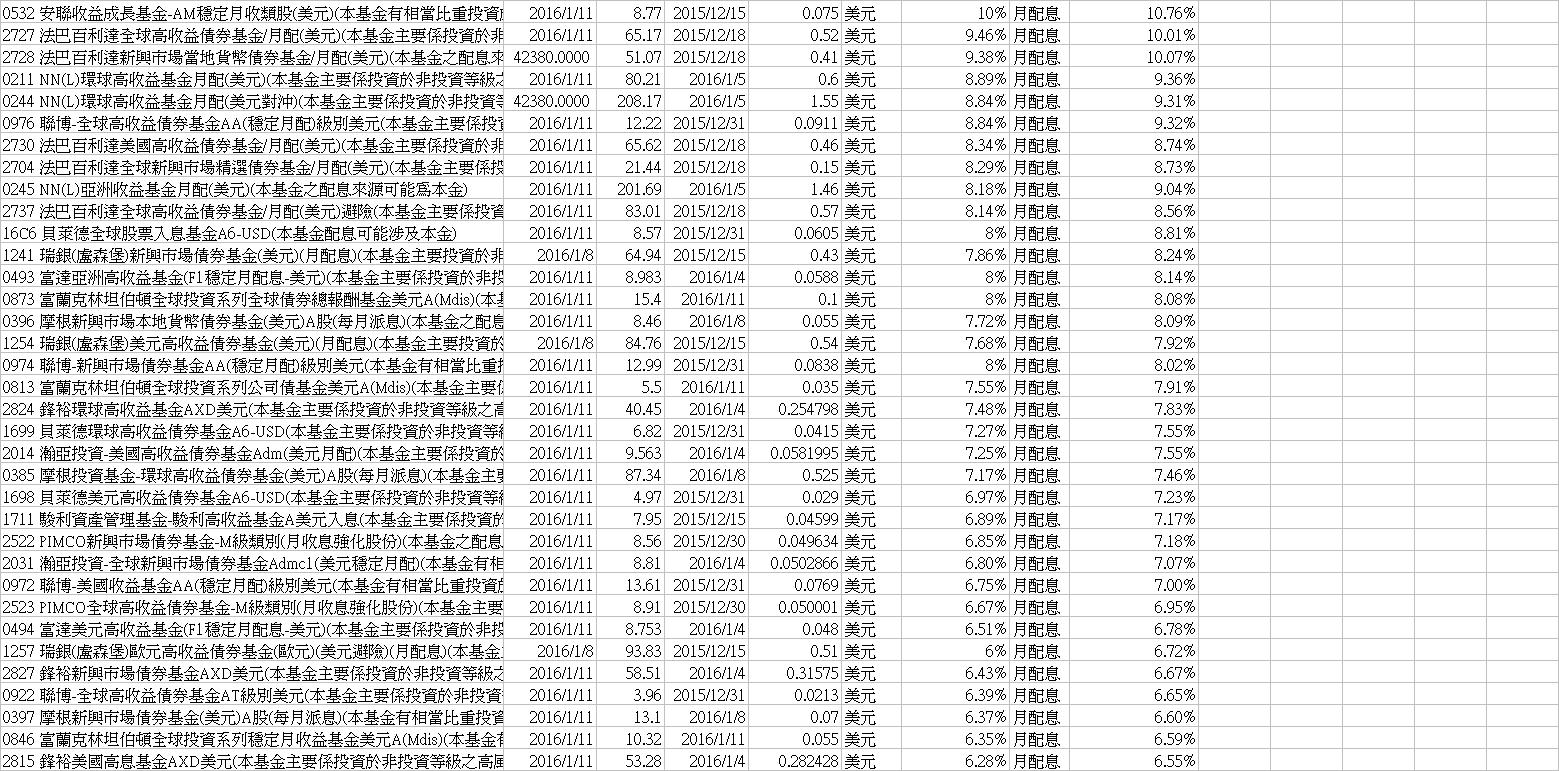 0532 安聯收益成長基金-AM穩定月收類股(美元)(本基金有相當比重投資 2016/1/11 8.77 2015/12/15 0.075 美元 10% 月配息 10.76%
2727 法巴百利達全球高收益債券基金/月配(美元)(本基金主要係投資於非 2016/1/11 65.17 2015/12/18 0.52 美元 9.46% 月配息 10.01%
2728 法巴百利達新興市場當地貨幣債券基金/月配(美元)(本基金之配息來 42380.0000 51.07 2015/12/18 0.41 美元 9.38% 月配息 10.07%
0211 NN(L)環球高收益基金月配(美元)(本基金主要係投資於非投資等級之 2016/1/11 80.21 2016/1/5 0.6 美元 8.89% 月配息 9.36%
0244 NN(L)環球高收益基金月配(美元對沖)(本基金主要係投資於非投資等 42380.0000 208.17 2016/1/5 1.55 美元 8.84% 月配息 9.31%
0976 聯博-全球高收益債券基金AA(穩定月配)級別美元(本基金主要係投 2016/1/11 12.22 2015/12/31 0.0911 美元 8.84% 月配息 9.32%
2730 法巴百利達美國高收益債券基金/月配(美元)(本基金主要係投資於非 2016/1/11 65.62 2015/12/18 0.46 美元 8.34% 月配息 8.74%
2704 法巴百利達全球新興市場精選債券基金/月配(美元)(本基金主要係投 2016/1/11 21.44 2015/12/18 0.15 美元 8.29% 月配息 8.73%
0245 NN(L)亞洲收益基金月配(美元)(本基金之配息來源可能為本金) 2016/1/11 201.69 2016/1/5 1.46 美元 8.18% 月配息 9.04%
2737 法巴百利達全球高收益債券基金/月配(美元)避險(本基金主要係投資 2016/1/11 83.01 2015/12/18 0.57 美元 8.14% 月配息 8.56%
16C6 貝萊德全球股票入息基金A6-USD(本基金配息可能涉及本金) 2016/1/11 8.57 2015/12/31 0.0605 美元 8% 月配息 8.81%
1241 瑞銀(盧森堡)新興市場債券基金(美元)(月配息)(本基金主要投資於非 2016/1/8 64.94 2015/12/15 0.43 美元 7.86% 月配息 8.24%
0493 富達亞洲高收益基金(F1穩定月配息-美元)(本基金主要係投資於非投 2016/1/11 8.983 2016/1/4 0.0588 美元 8% 月配息 8.14%
0873 富蘭克林坦伯頓全球投資系列全球債券總報酬基金美元A(Mdis)(本基 2016/1/11 15.4 2016/1/11 0.1 美元 8% 月配息 8.08%
0396 摩根新興市場本地貨幣債券基金(美元)A股(每月派息)(本基金之配息 2016/1/11 8.46 2016/1/8 0.055 美元 7.72% 月配息 8.09%
1254 瑞銀(盧森堡)美元高收益債券基金(美元)(月配息)(本基金主要投資於 2016/1/8 84.76 2015/12/15 0.54 美元 7.68% 月配息 7.92%
0974 聯博-新興市場債券基金AA(穩定月配)級別美元(本基金有相當比重 2016/1/11 12.99 2015/12/31 0.0838 美元 8% 月配息 8.02%
0813 富蘭克林坦伯頓全球投資系列公司債基金美元A(Mdis)(本基金主要係 2016/1/11 5.5 2016/1/11 0.035 美元 7.55% 月配息 7.91%
2824 鋒裕環球高收益基金AXD美元(本基金主要係投資於非投資等級之高 2016/1/11 40.45 2016/1/4 0.254798 美元 7.48% 月配息 7.83%
1699 貝萊德環球高收益債券基金A6-USD(本基金主要係投資於非投資等級 2016/1/11 6.82 2015/12/31 0.0415 美元 7.27% 月配息 7.55%
2014 瀚亞投資-美國高收益債券基金Adm(美元月配)(本基金主要係投資於 2016/1/11 9.563 2016/1/4 0.0581995 美元 7.25% 月配息 7.55%
0385 摩根投資基金-環球高收益債券基金(美元)A股(每月派息)(本基金主要 2016/1/11 87.34 2016/1/8 0.525 美元 7.17% 月配息 7.46%
1698 貝萊德美元高收益債券基金A6-USD(本基金主要係投資於非投資等級 2016/1/11 4.97 2015/12/31 0.029 美元 6.97% 月配息 7.23%
1711 駿利資產管理基金-駿利高收益基金A美元入息(本基金主要係投資於 2016/1/11 7.95 2015/12/15 0.04599 美元 6.89% 月配息 7.17%
2522 PIMCO新興市場債券基金-M級類別(月收息強化股份)(本基金之配息 2016/1/11 8.56 2015/12/30 0.049634 美元 6.85% 月配息 7.18%
2031 瀚亞投資-全球新興市場債券基金Admc1(美元穩定月配)(本基金有相 2016/1/11 8.81 2016/1/4 0.0502866 美元 6.80% 月配息 7.07%
0972 聯博-美國收益基金AA(穩定月配)級別美元(本基金有相當比重投資 2016/1/11 13.61 2015/12/31 0.0769 美元 6.75% 月配息 7.00%
2523 PIMCO全球高收益債券基金-M級類別(月收息強化股份)(本基金主要 2016/1/11 8.91 2015/12/30 0.050001 美元 6.67% 月配息 6.95%
0494 富達美元高收益基金(F1穩定月配息-美元)(本基金主要係投資於非投 2016/1/11 8.753 2016/1/4 0.048 美元 6.51% 月配息 6.78%
1257 瑞銀(盧森堡)歐元高收益債券基金(歐元)(美元避險)(月配息)(本基金 2016/1/8 93.83 2015/12/15 0.51 美元 6% 月配息 6.72%
2827 鋒裕新興市場債券基金AXD美元(本基金主要係投資於非投資等級之 2016/1/11 58.51 2016/1/4 0.31575 美元 6.43% 月配息 6.67%
0922 聯博-全球高收益債券基金AT級別美元(本基金主要係投資於非投資 2016/1/11 3.96 2015/12/31 0.0213 美元 6.39% 月配息 6.65%
0397 摩根新興市場債券基金(美元)A股(每月派息)(本基金有相當比重投資 2016/1/11 13.1 2016/1/8 0.07 美元 6.37% 月配息 6.60%
0846 富蘭克林坦伯頓全球投資系列穩定月收益基金美元A(Mdis)(本基金有 2016/1/11 10.32 2016/1/11 0.055 美元 6.35% 月配息 6.59%
2815 鋒裕美國高息基金AXD美元(本基金主要係投資於非投資等級之高風 2016/1/11 53.28 2016/1/4 0.282428 美元 6.28% 月配息 6.55%